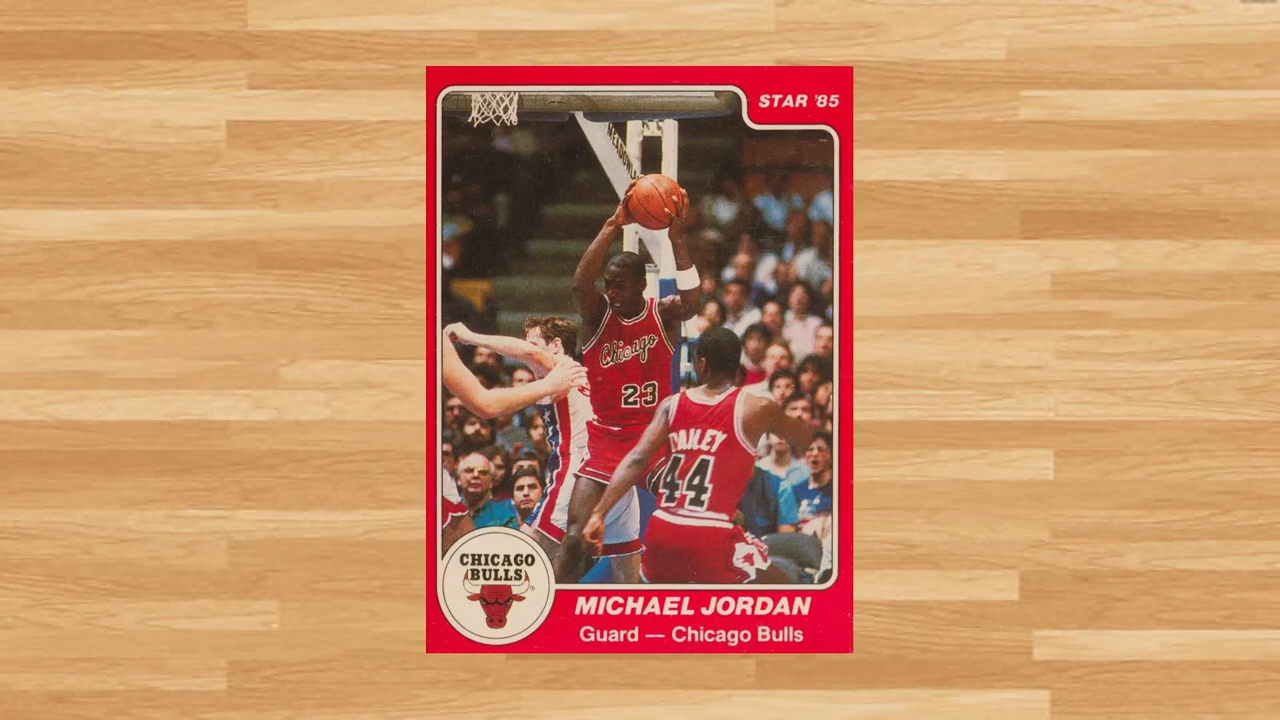 STAR '85
Chicago
23
DAILEY
44
CHICAGO
BULLS
®
MICHAEL JORDAN
Guard — Chicago Bulls